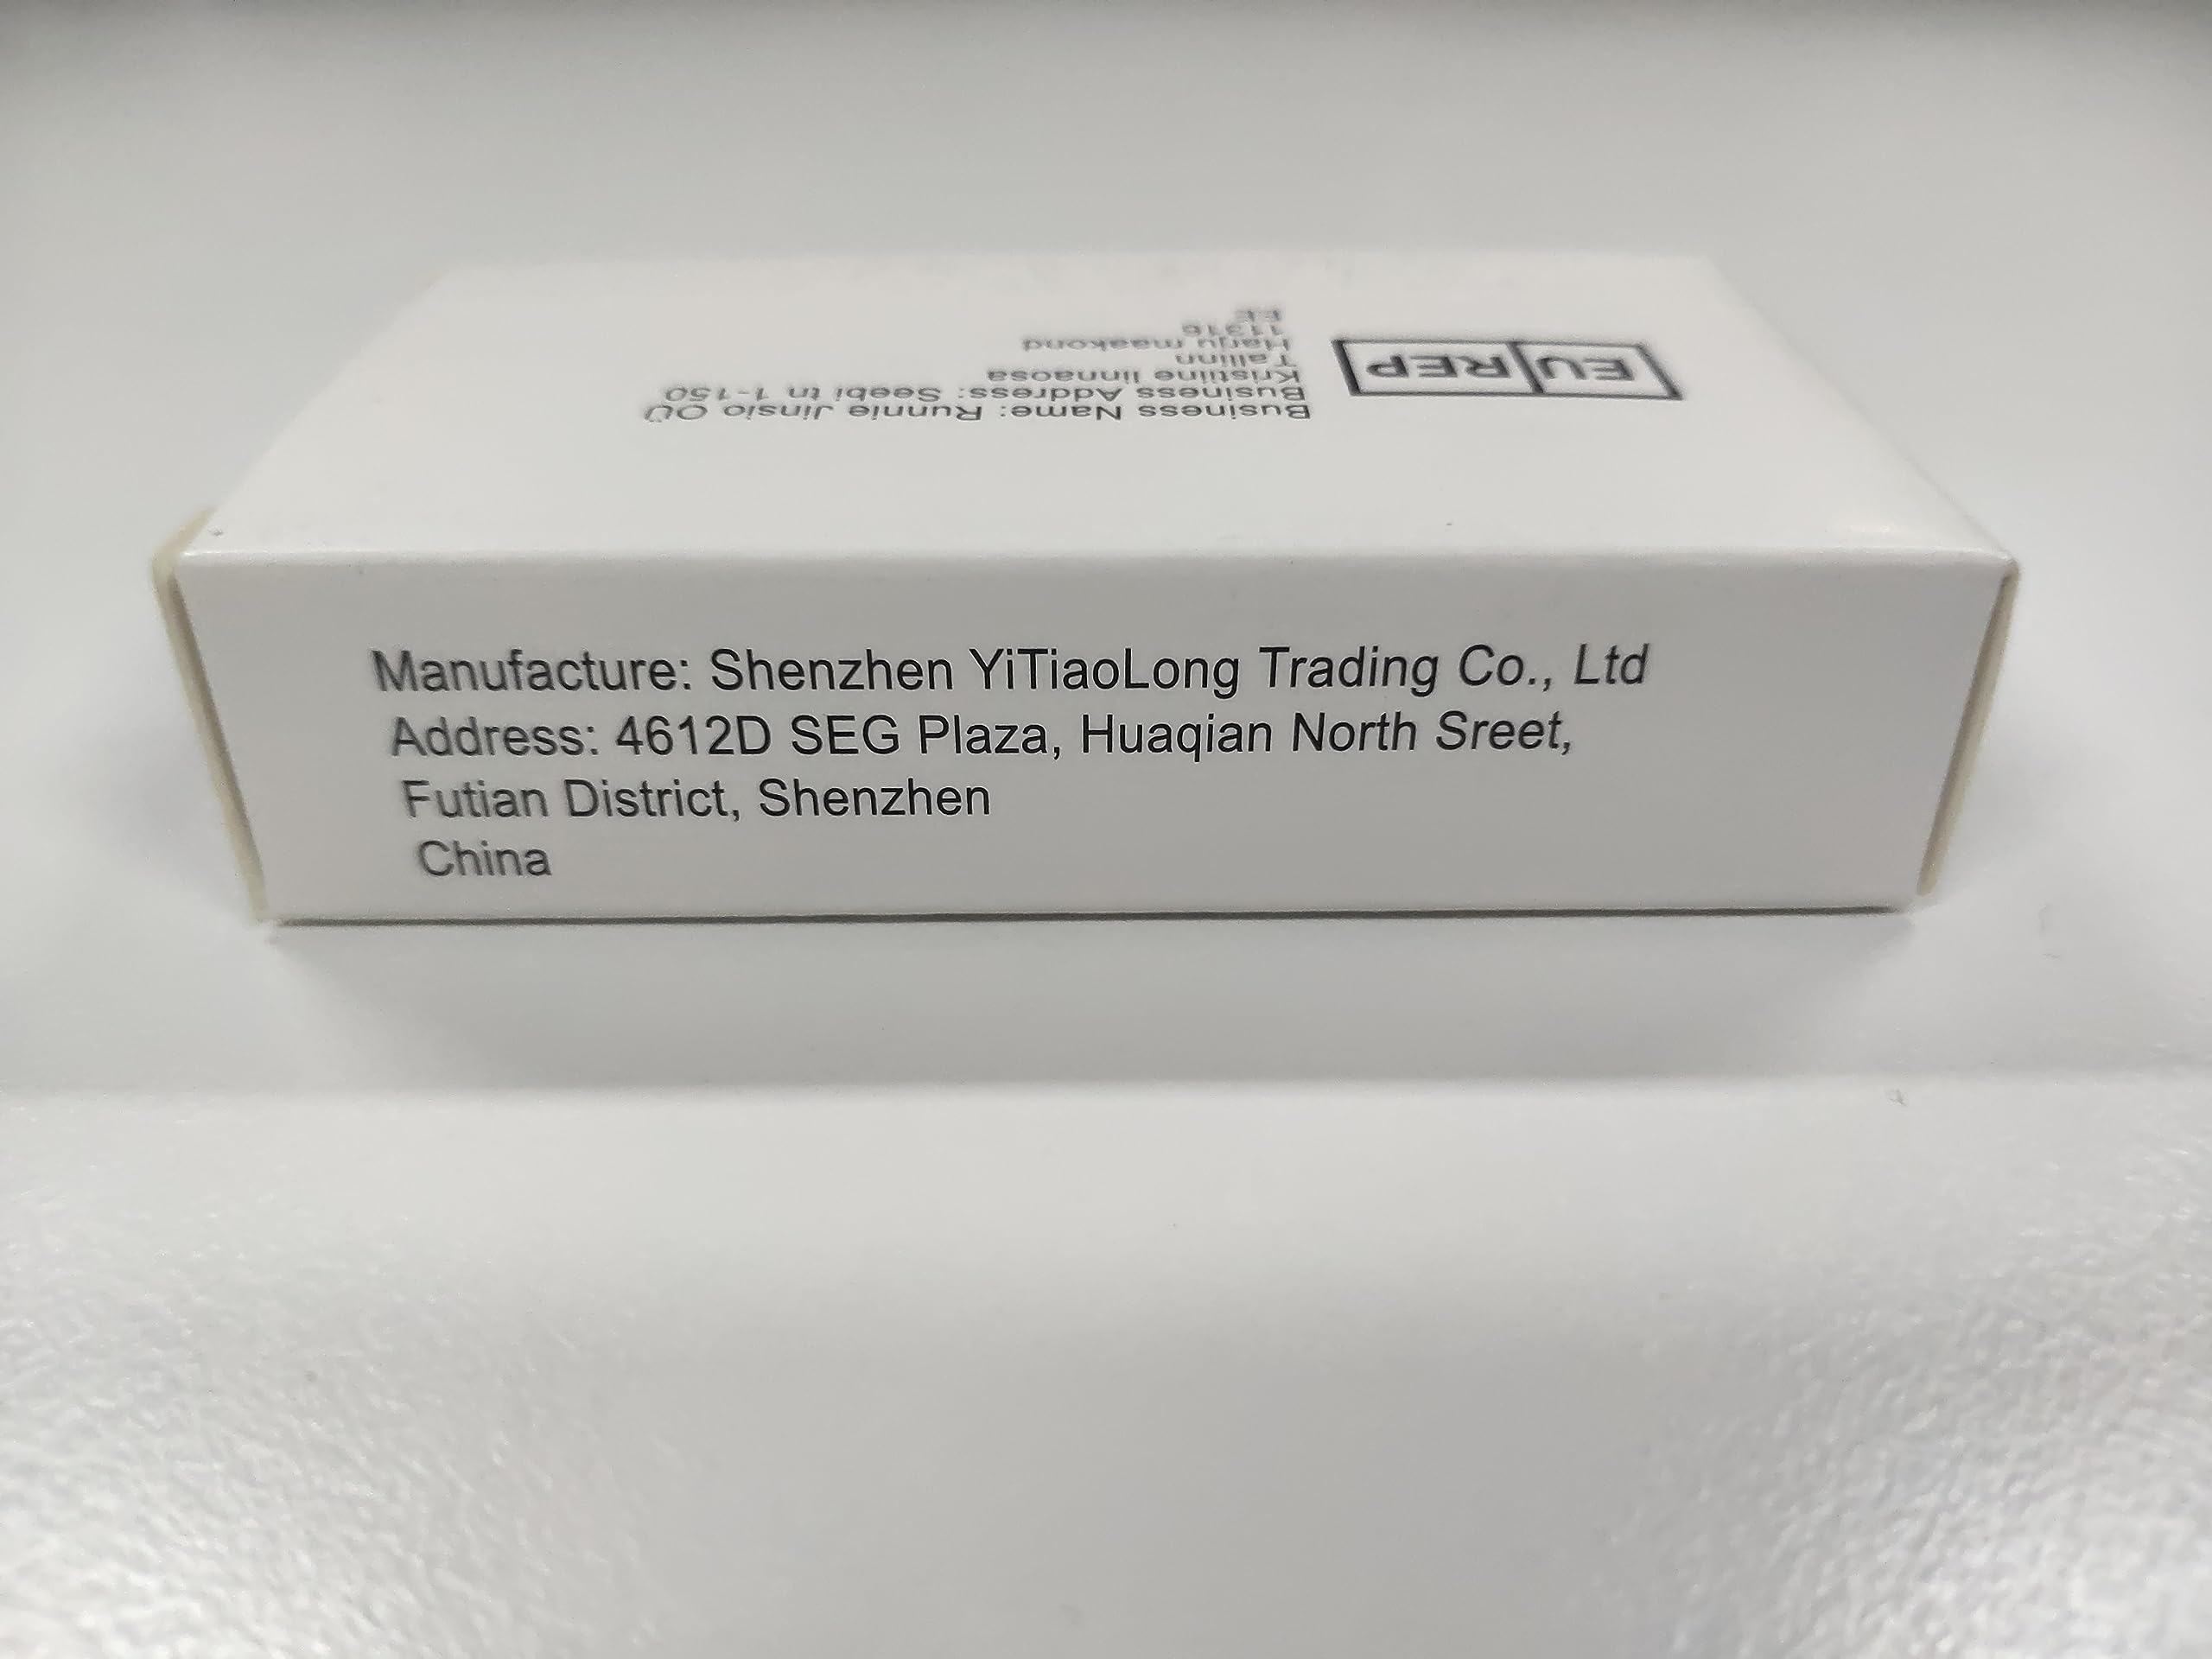 EU REP
Business Name: Runnie Jinsio OÜ
Business Address: Seebi tn 1-150
Kristiine linnaosa
Tallinn
Harju maakond
11316
EE
Manufacture: Shenzhen YiTiaoLong Trading Co., Ltd
Address: 4612D SEG Plaza, Huaqian North Sreet,
Futian District, Shenzhen
China